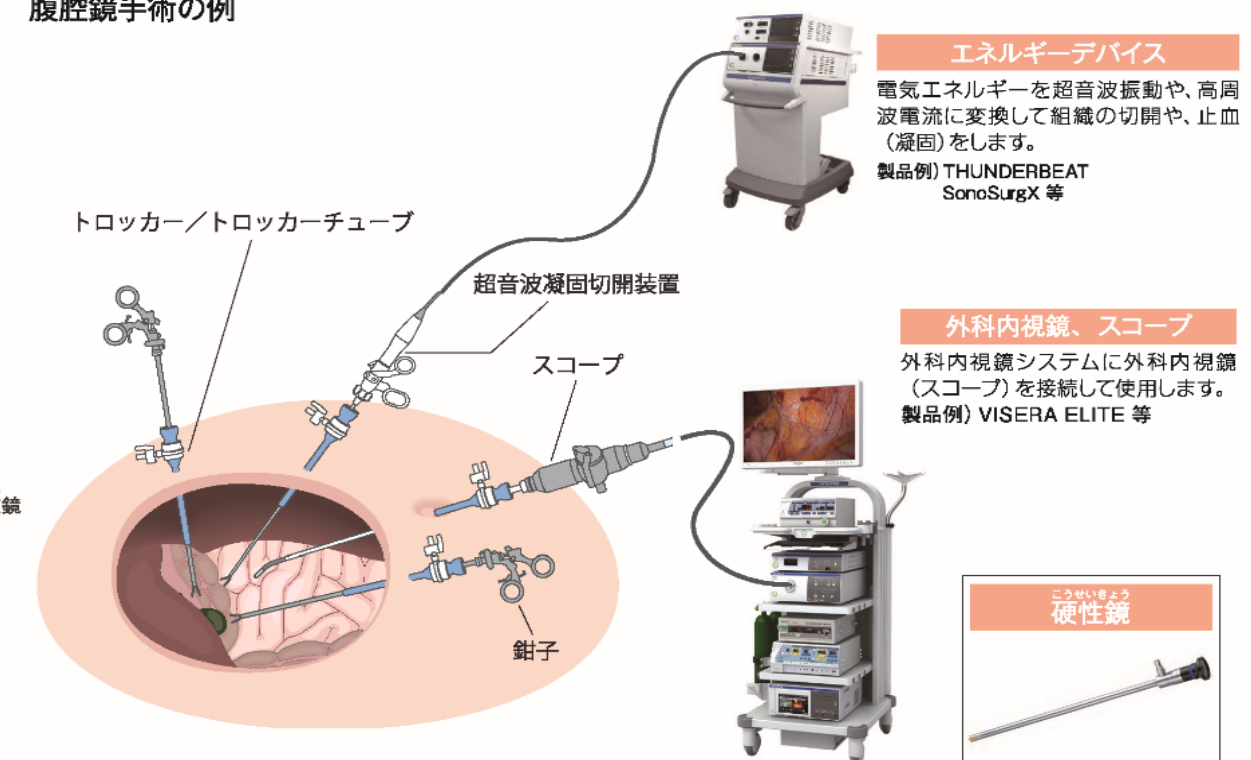 腹腔鏡手術の例
エネルギーデバイス
電気エネルギーを超音波振動や、高周
波電流に変換して組織の切開や、止血
（凝固）をします。
製品例）THUNDERBEAT
SonoSurgX 等
トロッカー／トロッカーチューブ
超音波凝固切開装置
スコープ
外科内視鏡、スコープ
外科内視鏡システムに外科内視鏡
（スコープ）を接続して使用します。
製品例）VISERA ELITE 等
鏡
鉗子
こうせいきょう
硬性鏡